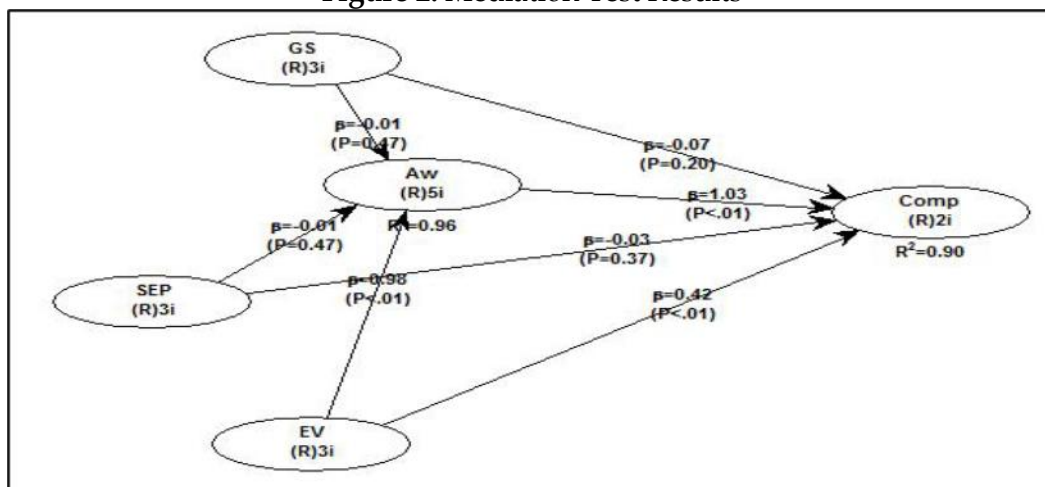 Figure 2. Mediation Test Results
GS
(R)3i
β=-0.01
(P=0.47)
β=-0.07
(P=0.20)
Aw
(R)5i
β=1.03
(P<.01)
Comp
(R)2i
R²=0.90
β=-0.01
(P=0.47)
=0.96
β=-0.03
(P=0.37)
SEP
(R)3i
0.98
(P<.01)
β=0.42
(P<.01)
EV
(R)3i